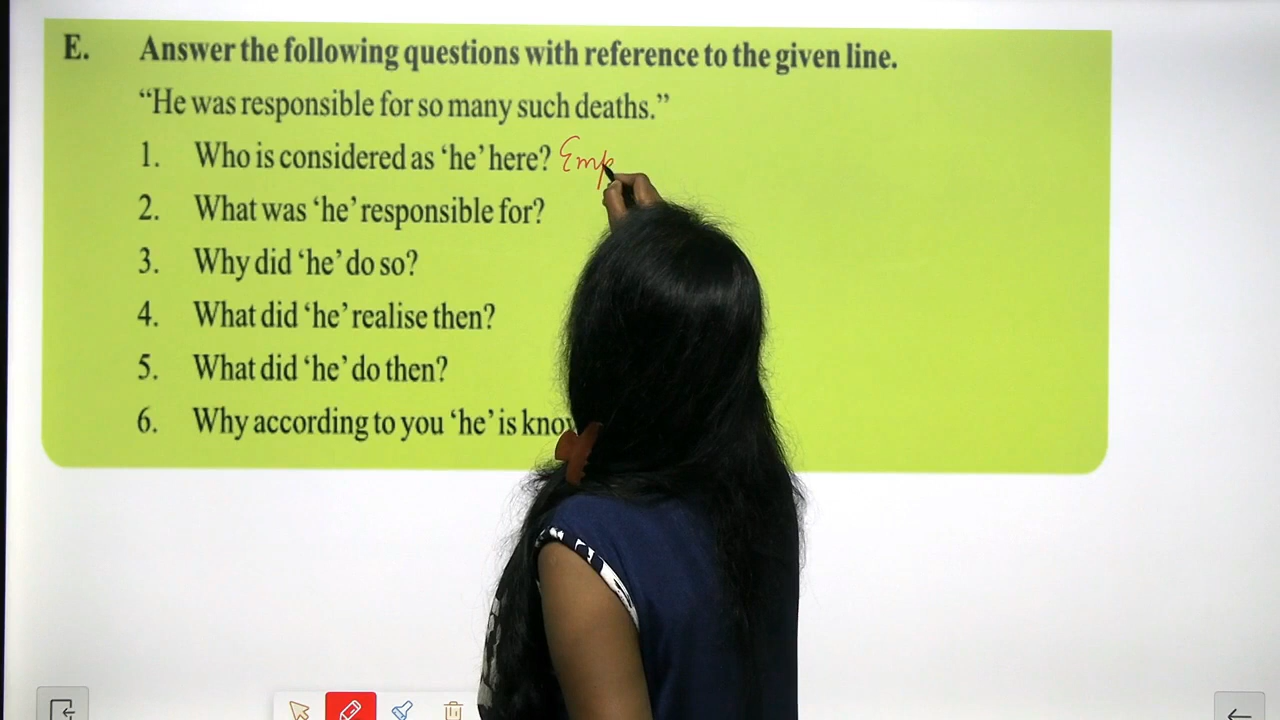 E. Answer the following questions with reference to the given line.
“He was responsible for so many such deaths.”
1. Who is considered as ‘he’ here? Emp
2. What was ‘he’ responsible for?
3. Why did ‘he’ do so?
4. What did ‘he’ realise then?
5. What did ‘he’ do then?
6. Why according to you ‘he’ is